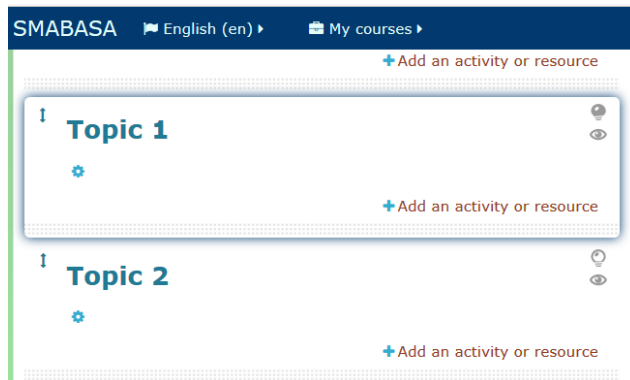 SMABASA English (en) My courses
+Add an activity or resource
Topic 1
+Add an activity or resource
Topic 2
+Add an activity or resource